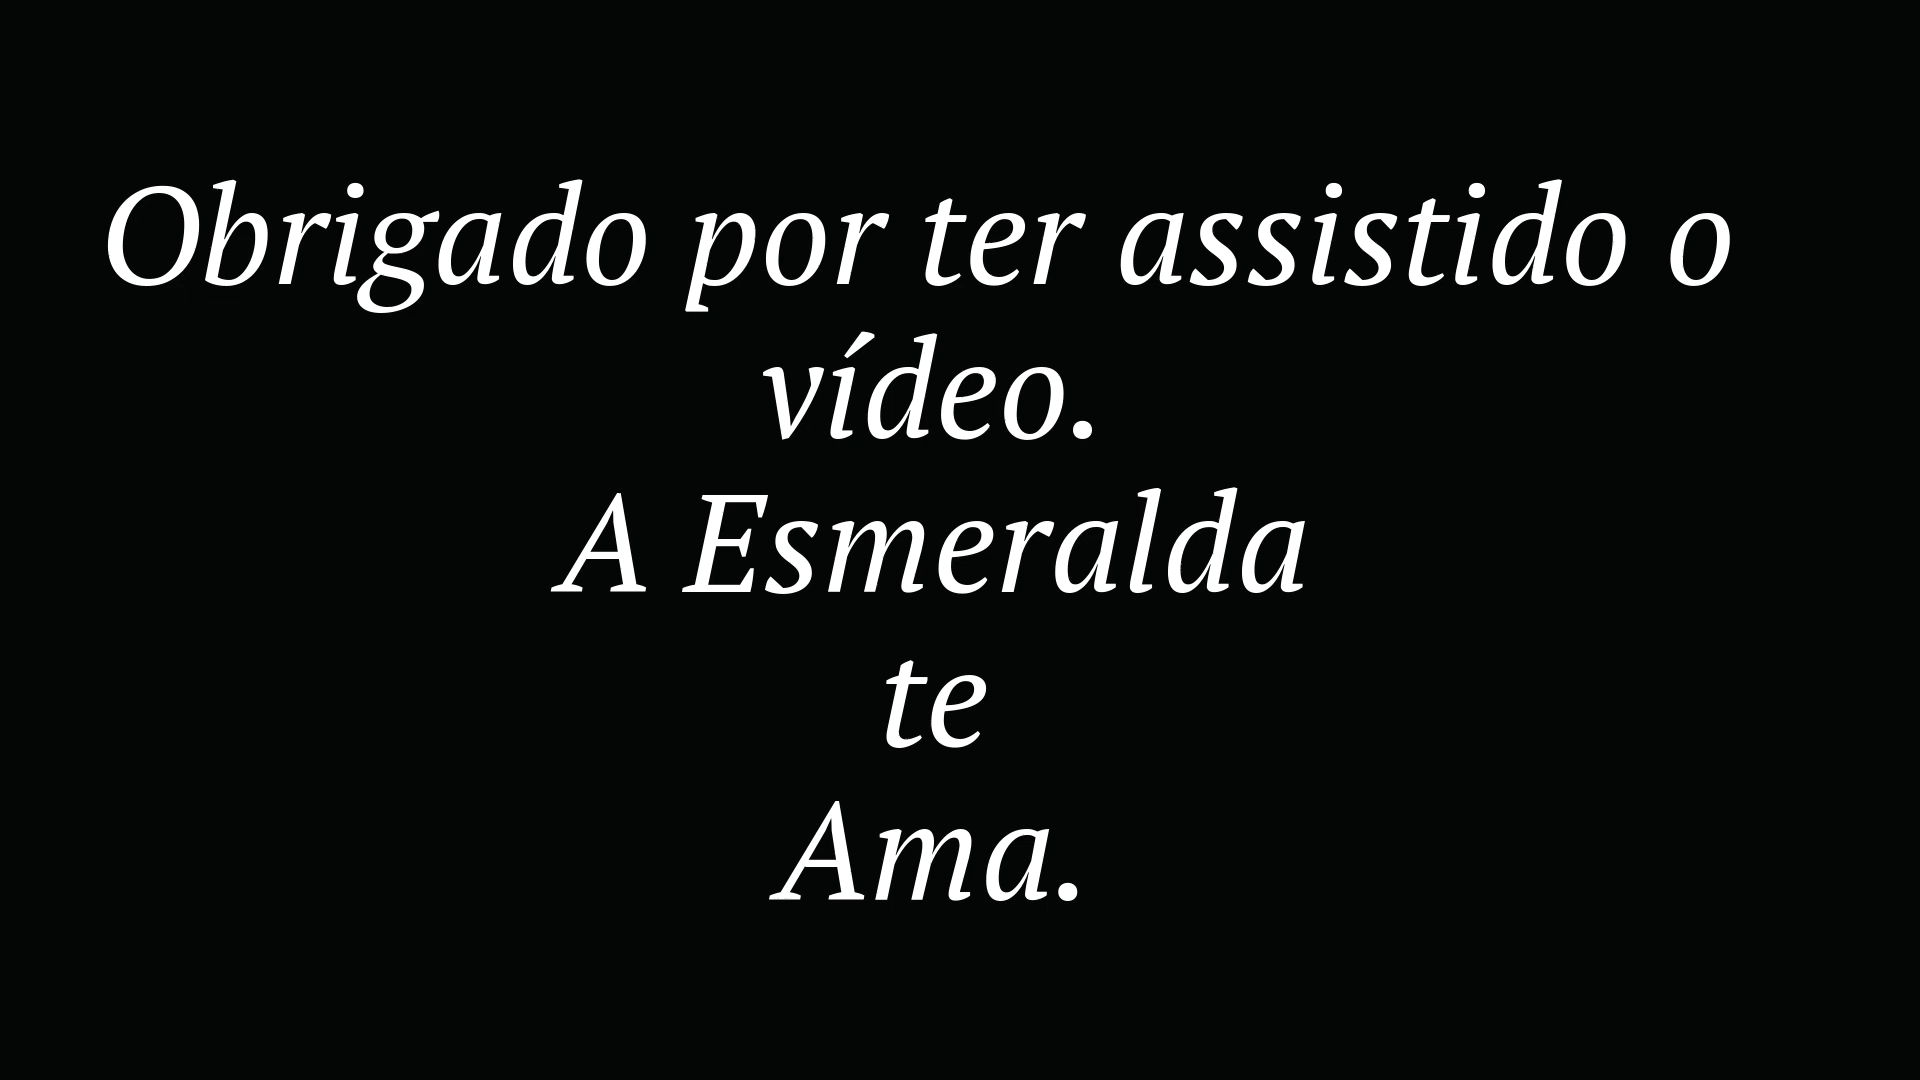 Obrigado por ter assistido o
vídeo.
A Esmeralda
te
Ama.